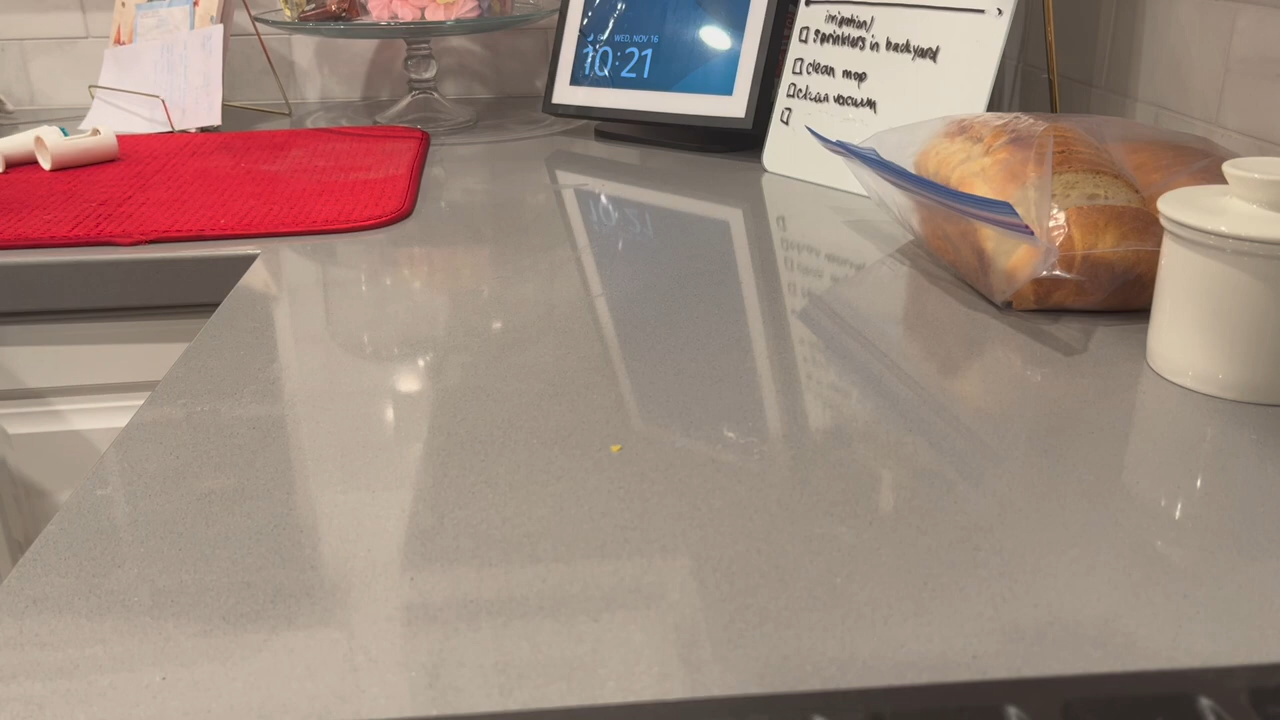 WED, NOV 16
10:21
irrigation/
sprinklers in backyard
clean mop
clean vacuum